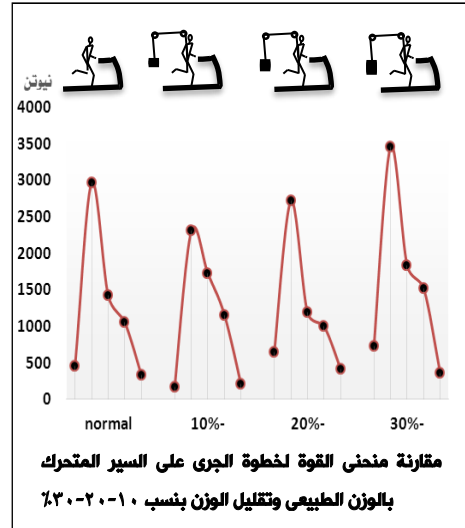 نيوتن
4000
3500
3000
2500
2000
1500
1000
500
0
normal 10%- 20%- 30%-
مقارنة منحنى القوة لخطوة الجرى على السير المتحرك
بالوزن الطبيعى وتقليل الوزن بنسب ١٠-٢٠-٣٠٪